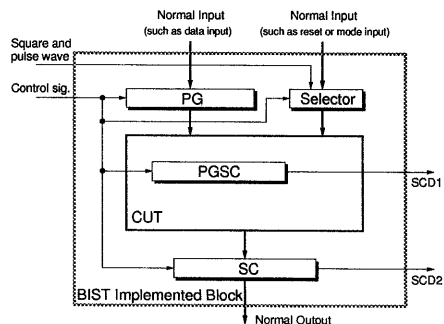 Normal Input
(such as data input)
Normal Input
(such as reset or mode input)
Square and
pulse wave
Control sig.
PG
Selector
PGSC
SCD1
CUT
SC
SCD2
BIST Implemented Block
Normal Output